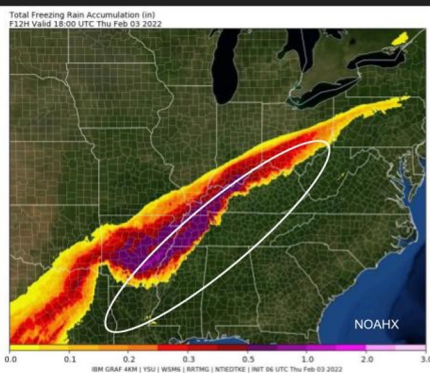 Total Freezing Rain Accumulation (in)
F12H Valid 18:00 UTC Thu Feb 03 2022
NOAHX
0.0 0.1 0.2 0.3 0.5 1.0 2.0 3.0
IBM GRAF 4KM | YSU | WSM6 | RRTMG | NTIEDTKE | INIT 06 UTC Thu Feb 03 2022